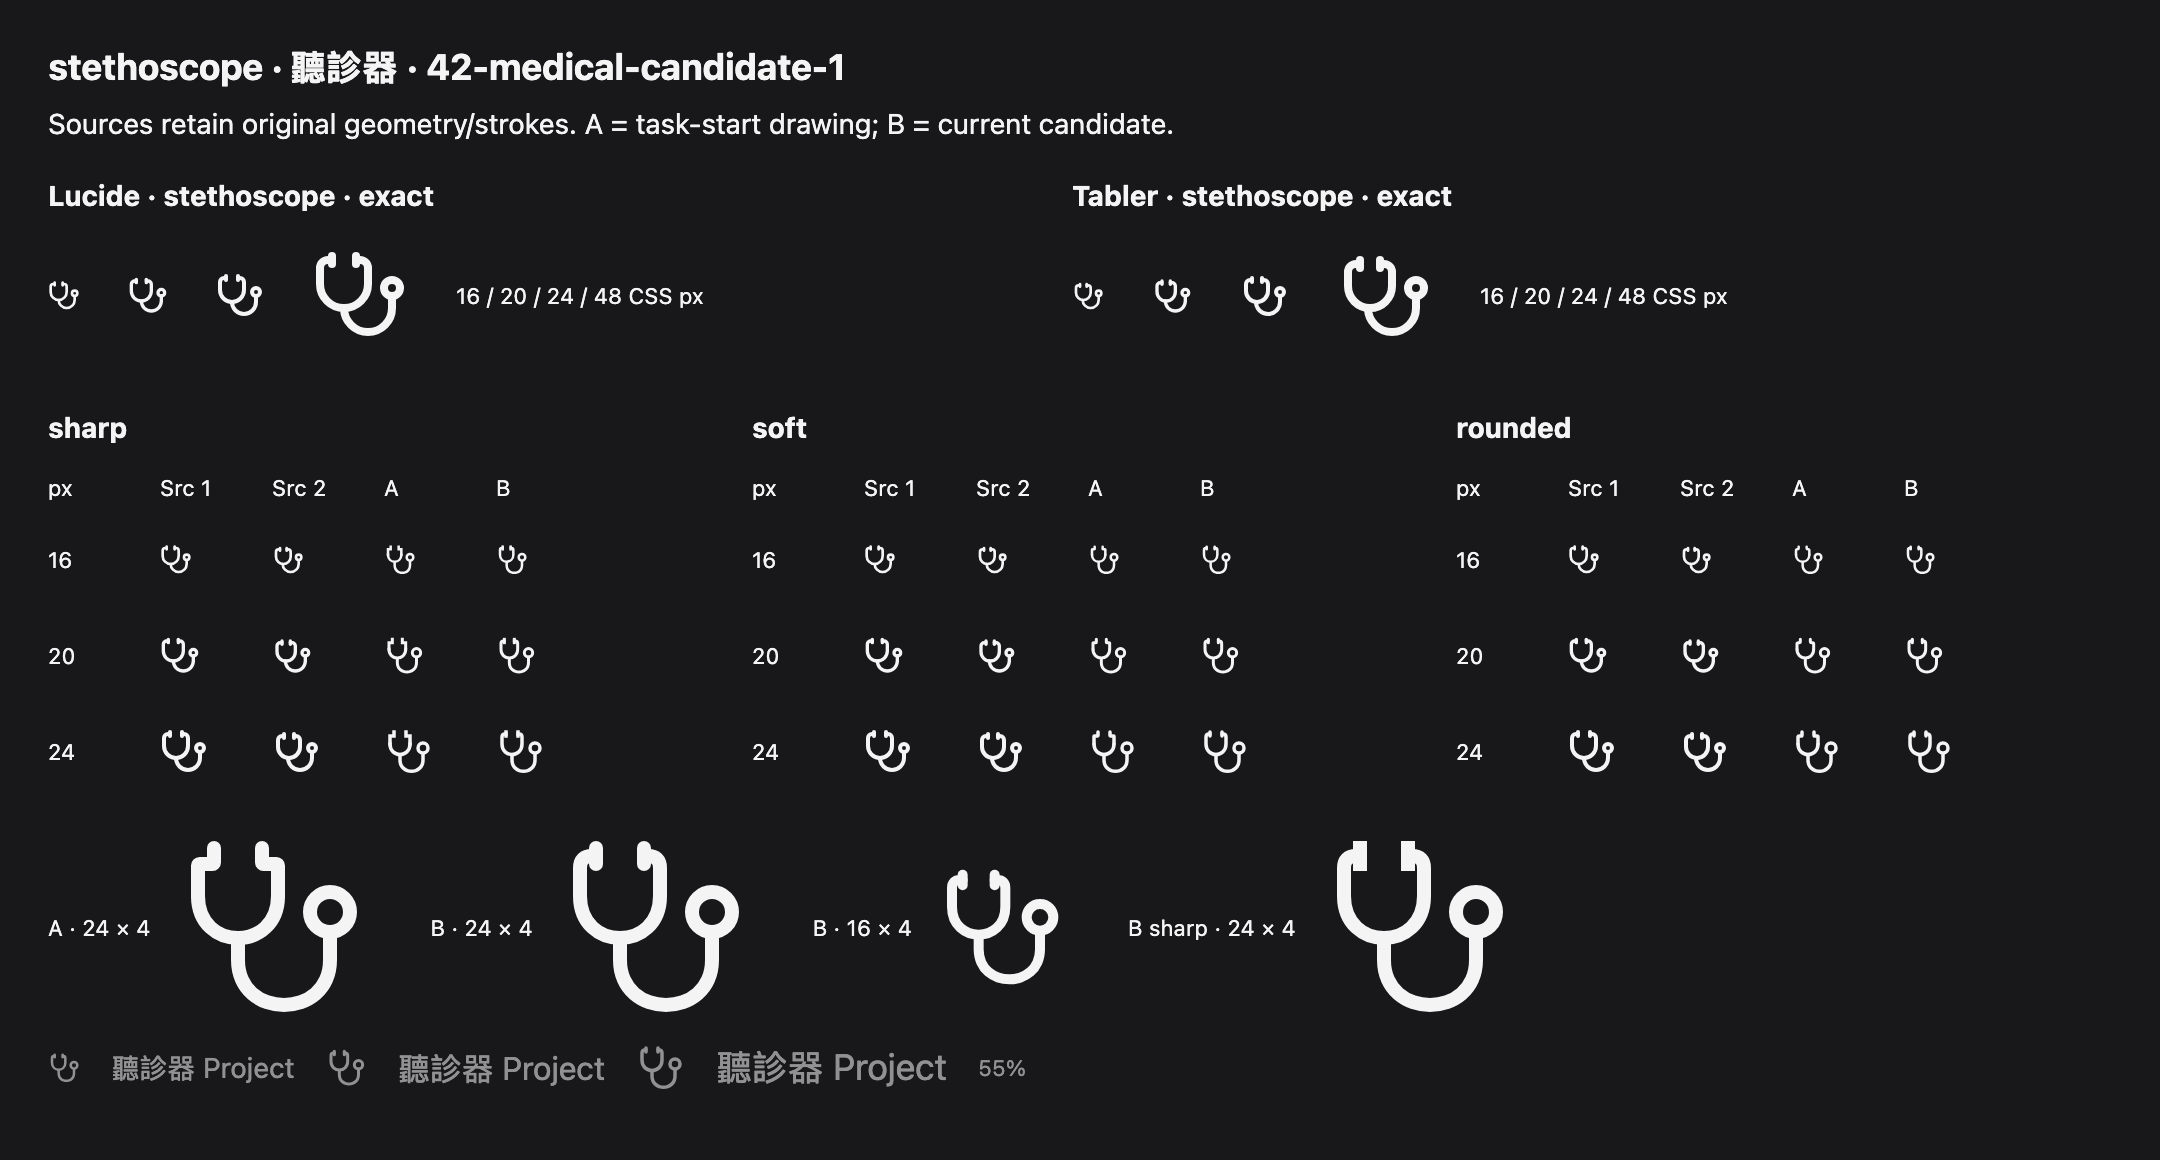 stethoscope · 聽診器 · 42-medical-candidate-1
Sources retain original geometry/strokes. A = task-start drawing; B = current candidate.
Lucide · stethoscope · exact
16 / 20 / 24 / 48 CSS px
Tabler · stethoscope · exact
16 / 20 / 24 / 48 CSS px
sharp
px Src 1 Src 2 A B
16
20
24
soft
px Src 1 Src 2 A B
16
20
24
rounded
px Src 1 Src 2 A B
16
20
24
A · 24 × 4
B · 24 × 4
B · 16 × 4
B sharp · 24 × 4
聽診器 Project 聽診器 Project 聽診器 Project 55%